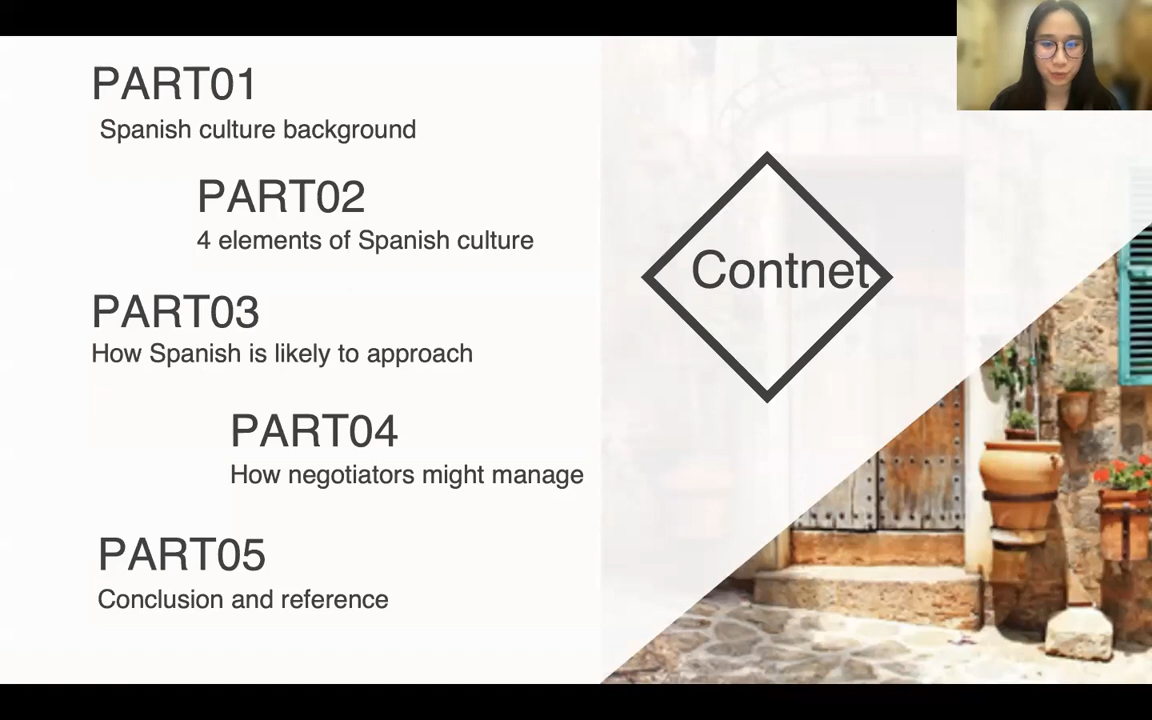 PART01
Spanish culture background
PART02
4 elements of Spanish culture
PART03
How Spanish is likely to approach
PART04
How negotiators might manage
PART05
Conclusion and reference
Contnet